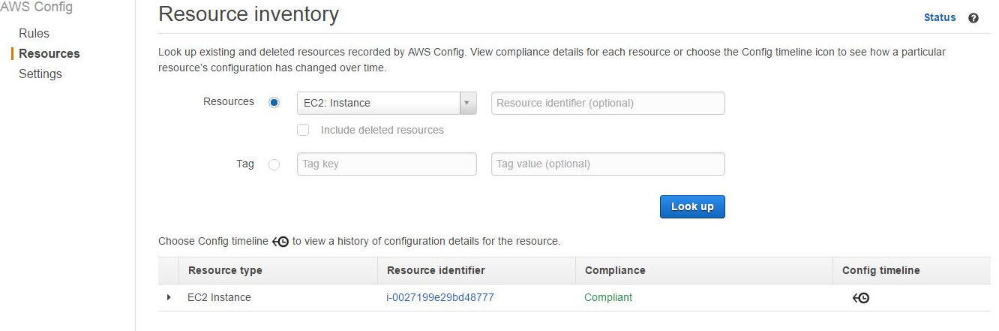 AWS Config
Rules
Resources
Settings
Resource inventory
Status ?
Look up existing and deleted resources recorded by AWS Config. View compliance details for each resource or choose the Config timeline icon to see how a particular
resource's configuration has changed over time.
Resources EC2: Instance Resource identifier (optional)
Include deleted resources
Tag Tag key Tag value (optional)
Look up
Choose Config timeline to view a history of configuration details for the resource.
Resource type Resource identifier Compliance Config timeline
EC2 Instance i-0027199e29bd48777 Compliant